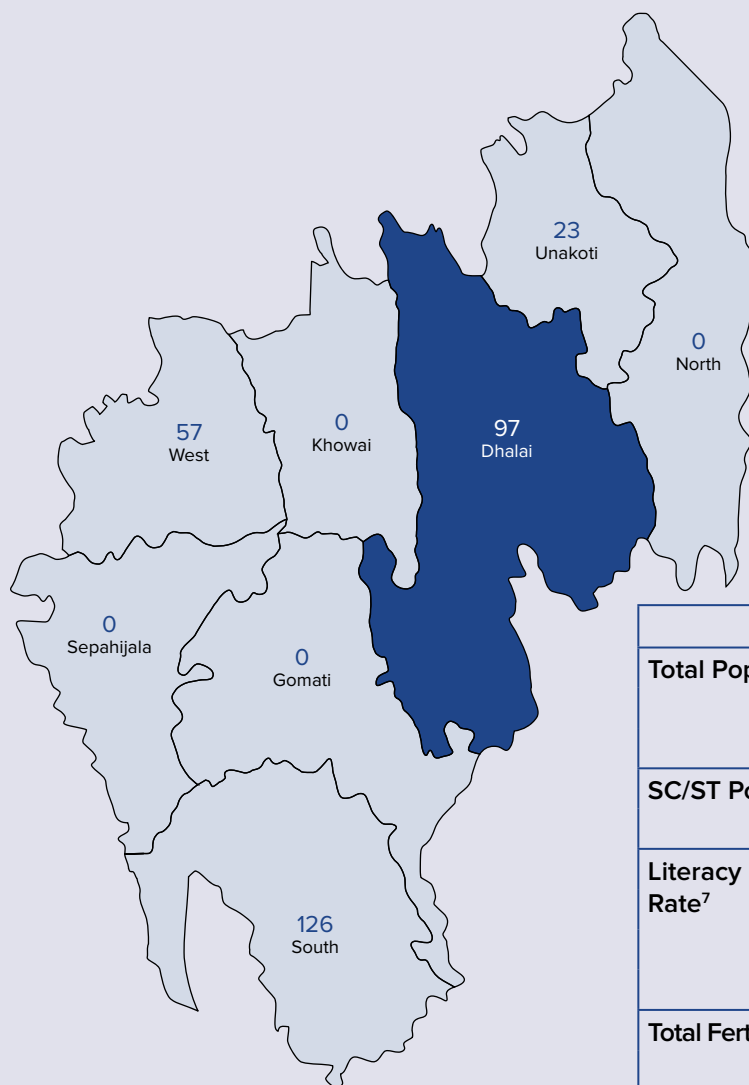 23
Unakoti
0
North
57
West
0
Khowai
97
Dhalai
0
Sepahijala
0
Gomati
126
South
Total Pop
SC/ST Po
Literacy
Rate⁷
Total Fert